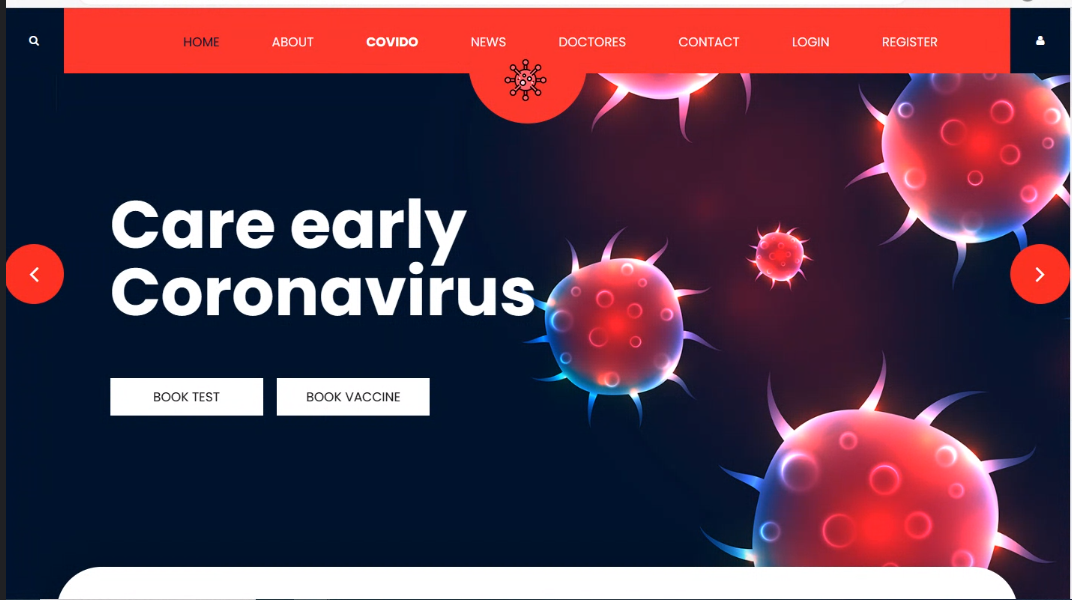 HOME ABOUT COVIDO NEWS DOCTORES CONTACT LOGIN REGISTER
Care early
Coronavirus
BOOK TEST BOOK VACCINE